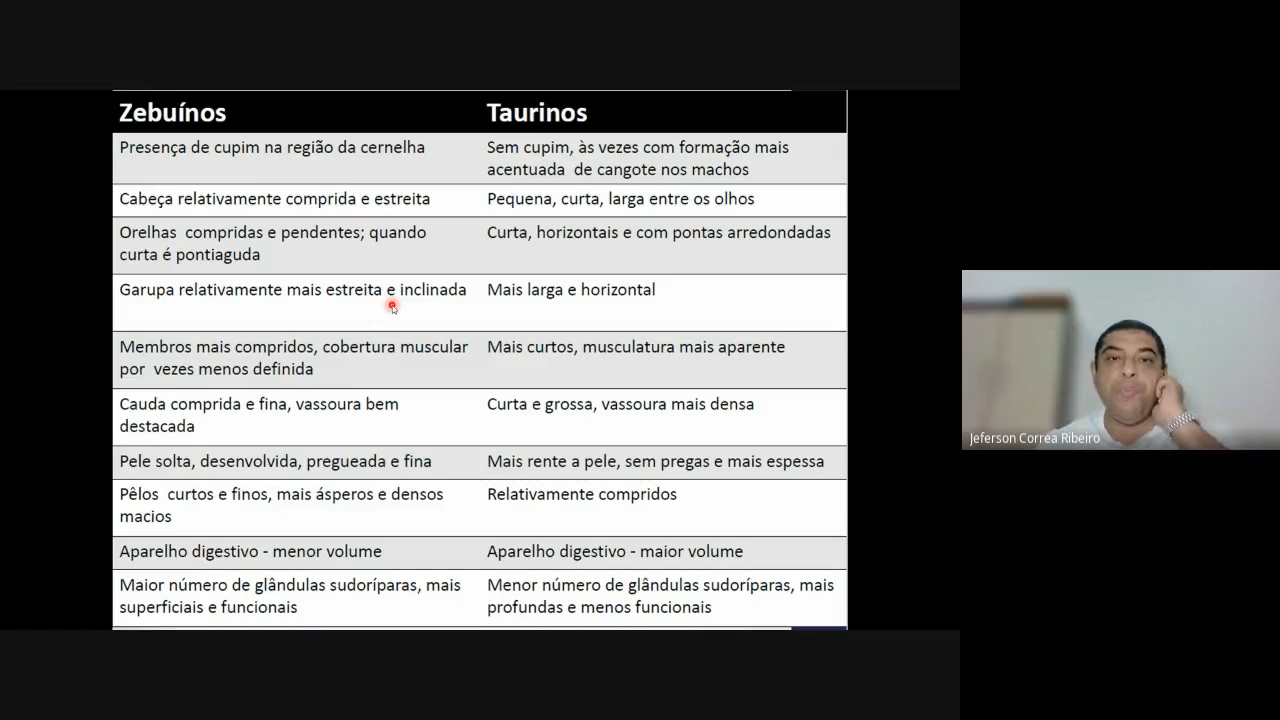 Zebuínos
Taurinos
Presença de cupim na região da cernelha
Sem cupim, às vezes com formação mais
acentuada de cangote nos machos
Cabeça relativamente comprida e estreita
Pequena, curta, larga entre os olhos
Orelhas compridas e pendentes; quando
curta é pontiaguda
Curta, horizontais e com pontas arredondadas
Garupa relativamente mais estreita e inclinada
Mais larga e horizontal
Membros mais compridos, cobertura muscular
por vezes menos definida
Mais curtos, musculatura mais aparente
Cauda comprida e fina, vassoura bem
destacada
Curta e grossa, vassoura mais densa
Pele solta, desenvolvida, pregueada e fina
Mais rente a pele, sem pregas e mais espessa
Pêlos curtos e finos, mais ásperos e densos
macios
Relativamente compridos
Aparelho digestivo - menor volume
Aparelho digestivo - maior volume
Maior número de glândulas sudoríparas, mais
superficiais e funcionais
Menor número de glândulas sudoríparas, mais
profundas e menos funcionais
Jeferson Corrêa Ribeiro